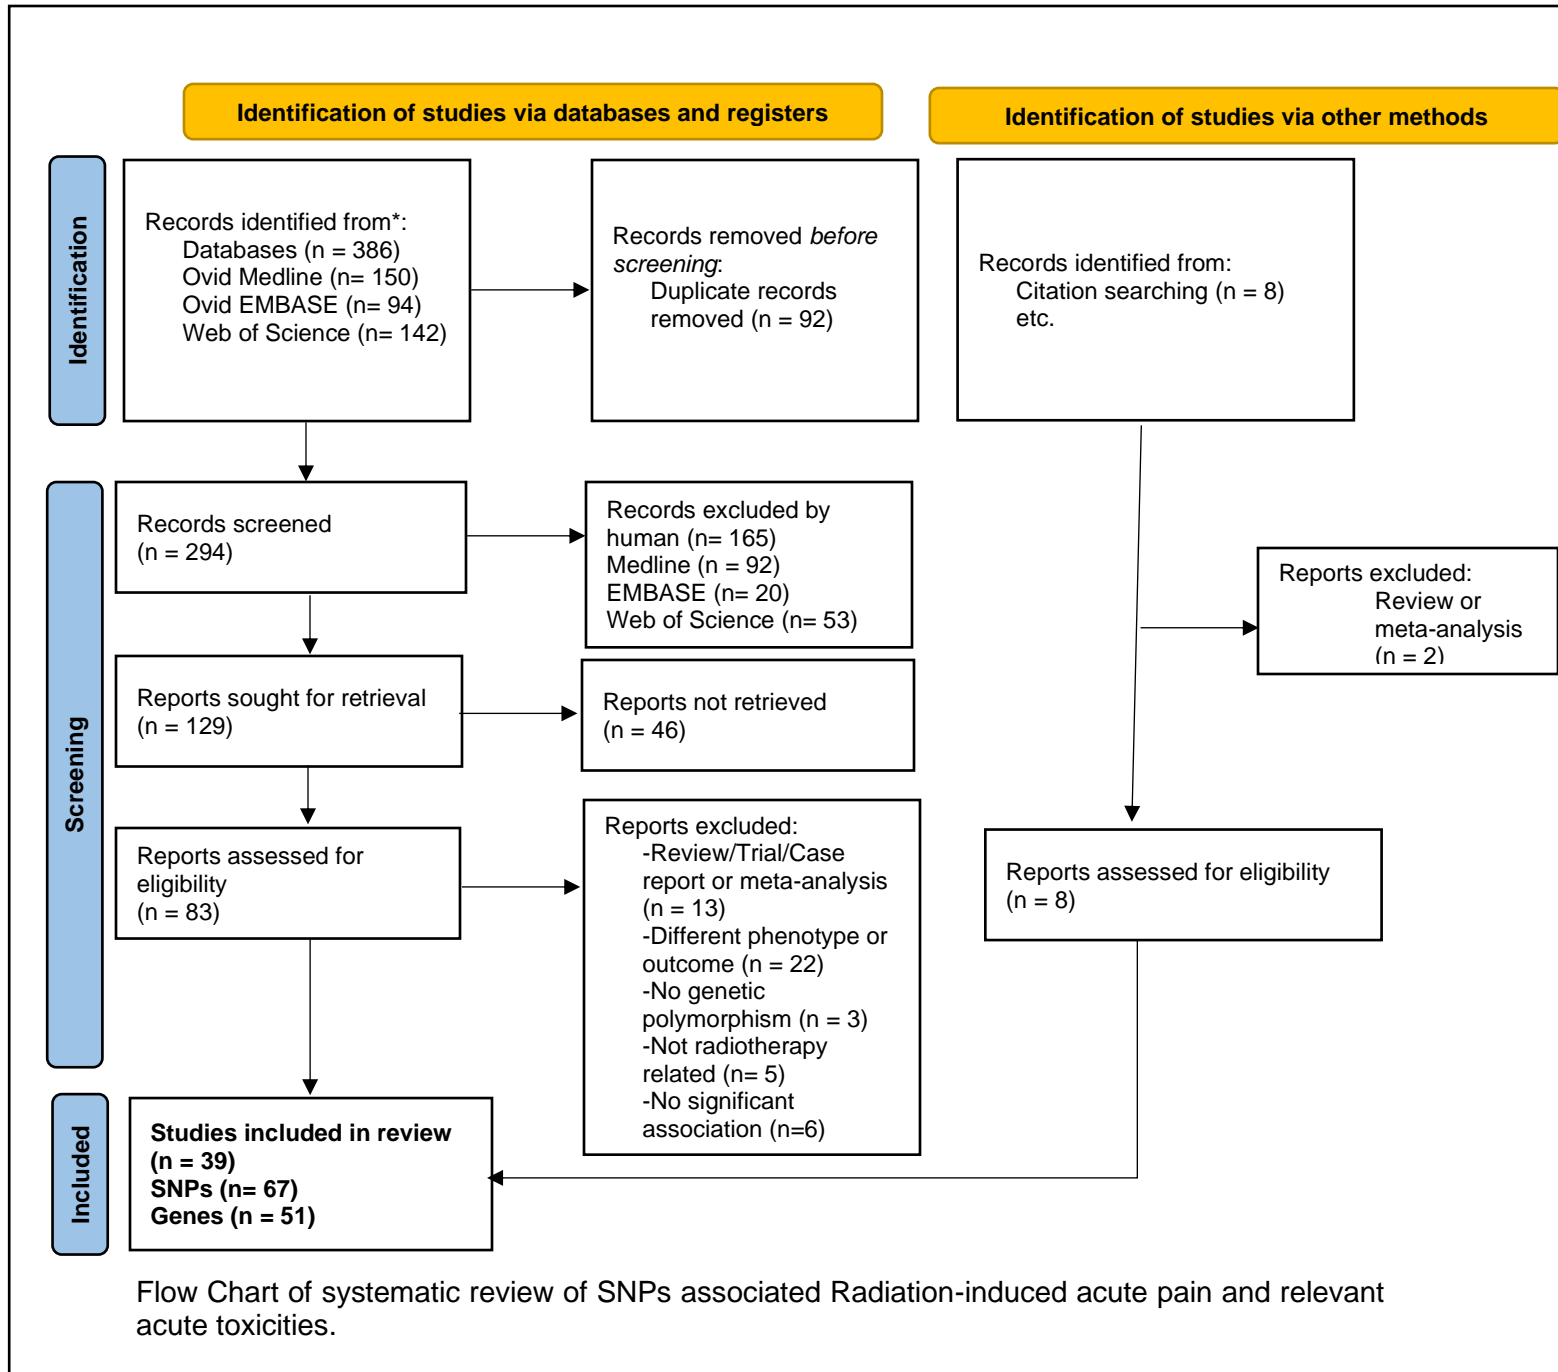 Identification of studies via databases and registers
Identification of studies via other methods
Identification
Records identified from*:
Databases (n = 386)
Ovid Medline (n= 150)
Ovid EMBASE (n= 94)
Web of Science (n= 142)
Records removed before
screening:
Duplicate records
removed (n = 92)
Records identified from:
Citation searching (n = 8)
etc.
Screening
Records screened
(n = 294)
Records excluded by
human (n= 165)
Medline (n = 92)
EMBASE (n= 20)
Web of Science (n= 53)
Reports excluded:
Review or
meta-analysis
(n = 2)
Reports sought for retrieval
(n = 129)
Reports not retrieved
(n = 46)
Reports assessed for
eligibility
(n = 83)
Reports excluded:
-Review/Trial/Case
report or meta-analysis
(n = 13)
-Different phenotype or
outcome (n = 22)
-No genetic
polymorphism (n = 3)
-Not radiotherapy
related (n= 5)
-No significant
association (n=6)
Reports assessed for eligibility
(n = 8)
Included
Studies included in review
(n = 39)
SNPs (n= 67)
Genes (n = 51)
Flow Chart of systematic review of SNPs associated Radiation-induced acute pain and relevant
acute toxicities.